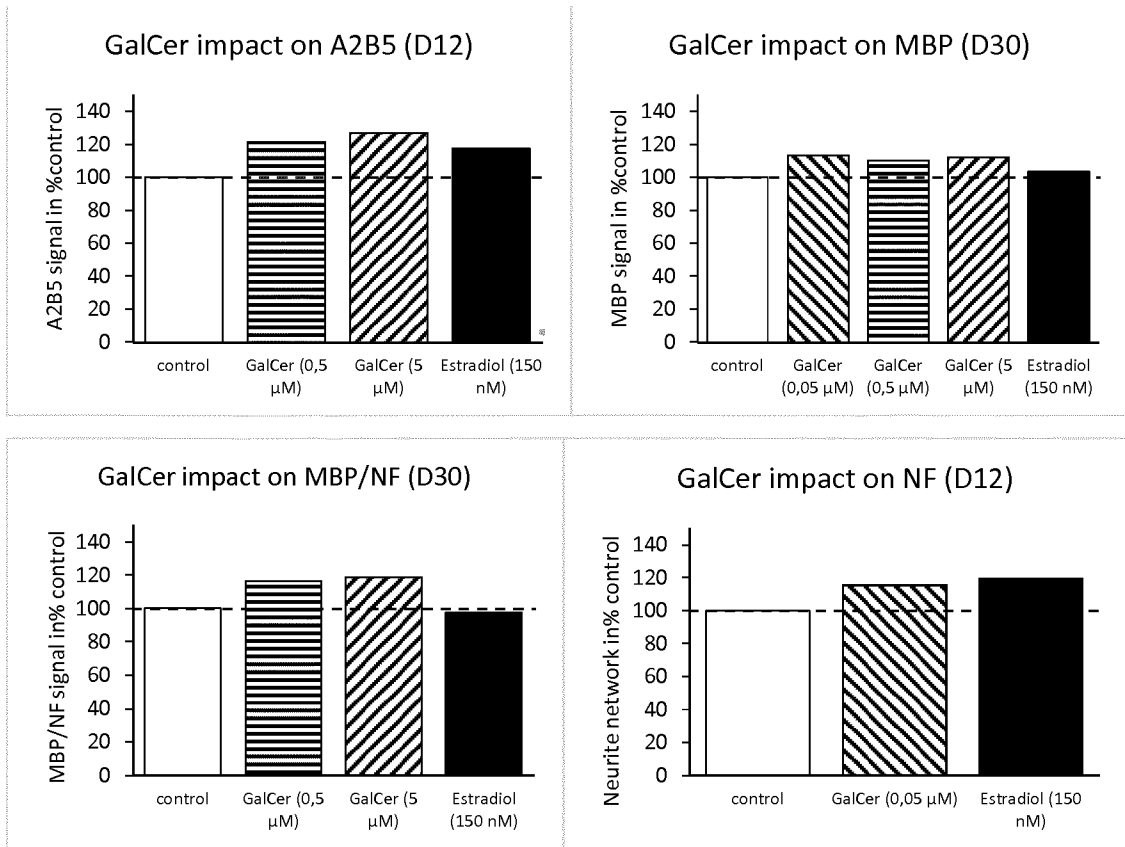 GalCer impact on A2B5 (D12)
A2B5 signal in %control
140
120
100
80
60
40
20
0
control
GalCer (0,5
µM)
GalCer (5
µM)
Estradiol (150
nM)
GalCer impact on MBP (D30)
MBP signal in %control
140
120
100
80
60
40
20
0
control
GalCer
(0,05 µM)
GalCer
(0,5 µM)
GalCer (5
µM)
Estradiol
(150 nM)
GalCer impact on MBP/NF (D30)
MBP/NF signal in% control
140
120
100
80
60
40
20
0
control
GalCer (0,5
µM)
GalCer (5
µM)
Estradiol
(150 nM)
GalCer impact on NF (D12)
Neurite network in% control
140
120
100
80
60
40
20
0
control
GalCer (0,05 µM)
Estradiol (150
nM)